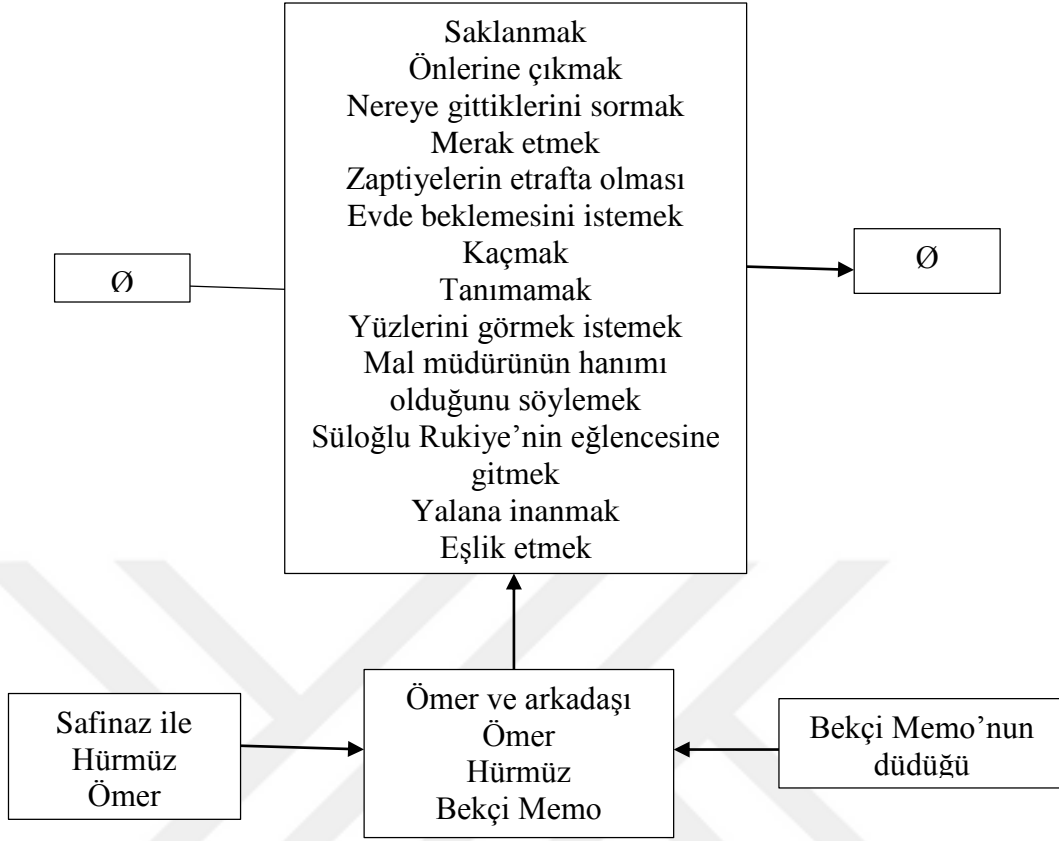 Saklanmak
Önlerine çıkmak
Nereye gittiklerini sormak
Merak etmek
Zaptiyelerin etrafta olması
Evde beklemesini istemek
Kaçmak
Tanımamak
Yüzlerini görmek istemek
Mal müdürünün hanımı
olduğunu söylemek
Süloğlu Rukiye’nin eğlencesine
gitmek
Yalana inanmak
Eşlik etmek
Ø
Ø
Safinaz ile
Hürmüz
Ömer
Ömer ve arkadaşı
Ömer
Hürmüz
Bekçi Memo
Bekçi Memo’nun
düdüğü